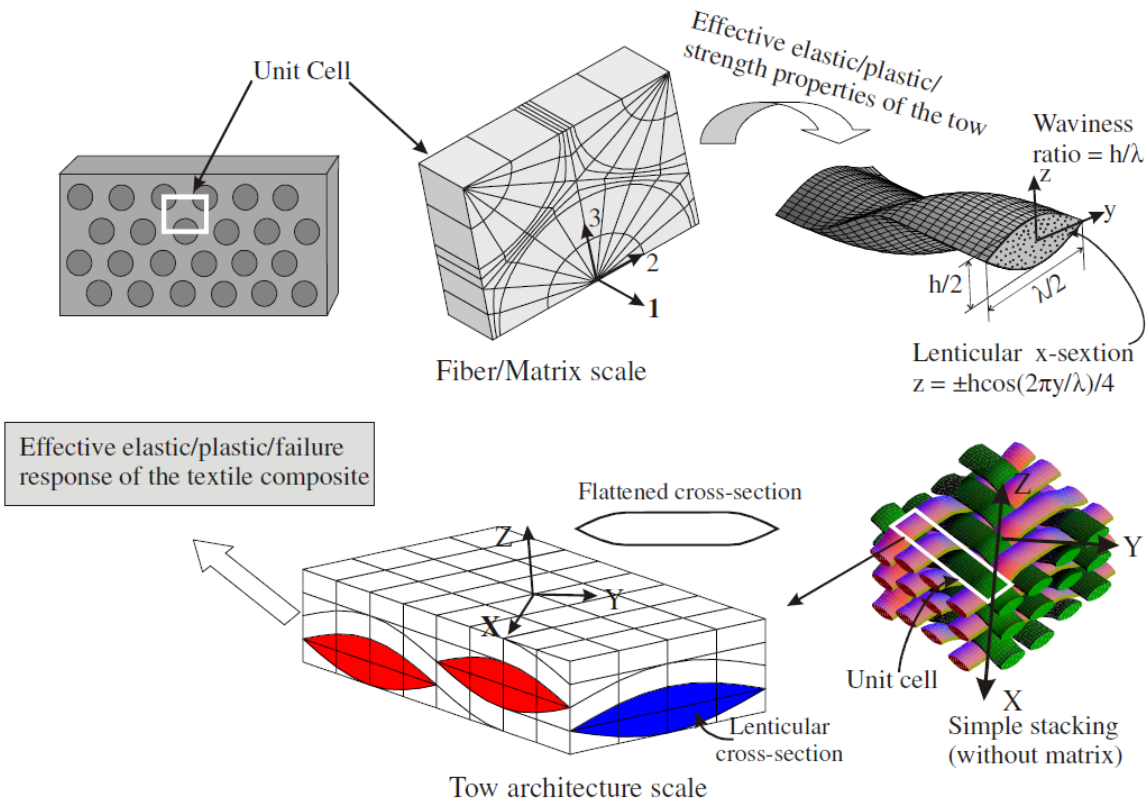 Unit Cell
Effective elastic/plastic/
strength properties of the tow
Waviness
ratio = h/λ
z
y
3
2
1
h/2
λ/2
Fiber/Matrix scale
Lenticular x-sextion
z = ±hcos(2πy/λ)/4
Effective elastic/plastic/failure
response of the textile composite
Flattened cross-section
Z
Y
X
Z
Y
X
Unit cell
Lenticular
cross-section
Simple stacking
(without matrix)
Tow architecture scale